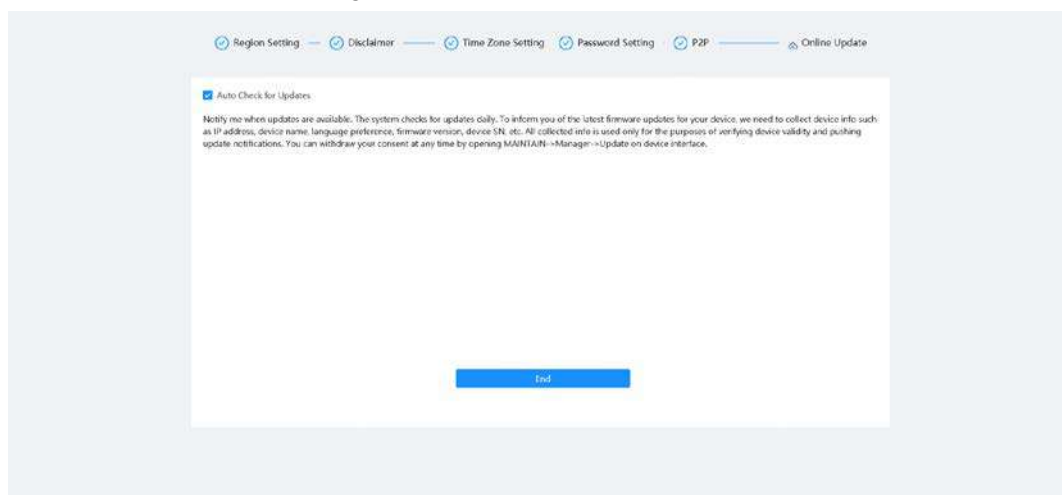 Region Setting Disclaimer Time Zone Setting Password Setting P2P Online Update
Auto Check for Updates
Notify me when updates are available. The system checks for updates daily. To inform you of the latest firmware updates for your device, we need to collect device info such
as IP address, device name, language preference, firmware version, device SN, etc. All collected info is used only for the purposes of verifying device validity and pushing
update notifications. You can withdraw your consent at any time by opening MAINTAIN->Manager->Update on device interface.
End